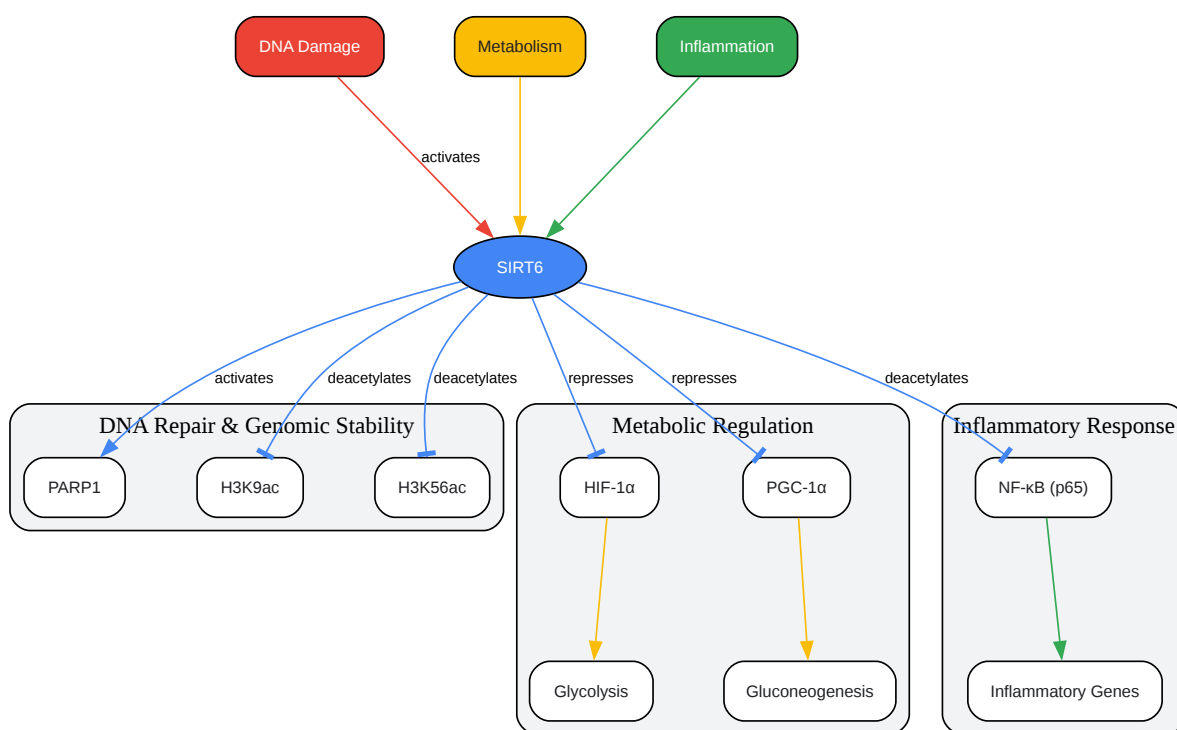 DNA Damage
Metabolism
Inflammation
activates
SIRT6
activates
deacetylates
deacetylates
represses
represses
deacetylates
DNA Repair & Genomic Stability
Metabolic Regulation
Inflammatory Response
PARP1
H3K9ac
H3K56ac
HIF-1α
PGC-1α
NF-κB (p65)
Glycolysis
Gluconeogenesis
Inflammatory Genes